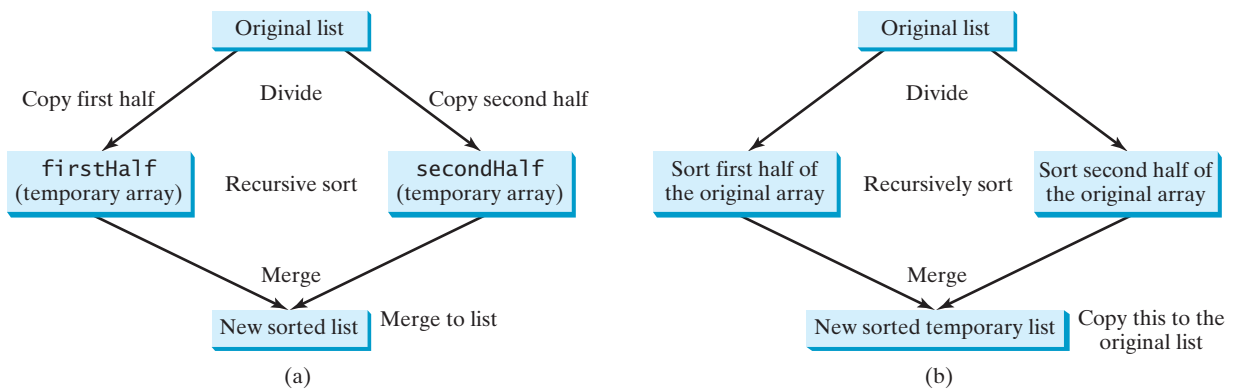 Original list
Copy first half
Divide
Copy second half
firstHalf
(temporary array)
Recursive sort
secondHalf
(temporary array)
Merge
New sorted list
Merge to list
(a)
Original list
Divide
Sort first half of
the original array
Recursively sort
Sort second half of
the original array
Merge
New sorted temporary list
Copy this to the
original list
(b)